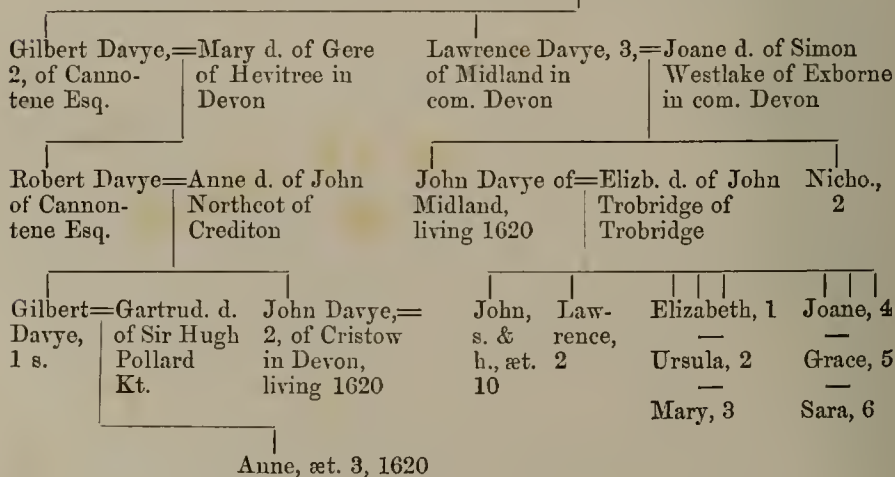 Gilbert Davye,=Mary d. of Gere
2, of Canno-
tene Esq.
of Hevitree in
Devon
Lawrence Davye, 3,=Joane d. of Simon
of Midland in
com. Devon
Westlake of Exborne
in com. Devon
Robert Davye=Anne d. of John
of Cannon-
tene Esq.
Northcot of
Crediton
John Davye of=Elizb. d. of John
Midland,
living 1620
Trobridge of
Trobridge
Nicho.,
2
Gilbert=Gartrud. d.
Davye,
1 s.
of Sir Hugh
Pollard
Kt.
John Davye,=
2, of Cristow
in Devon,
living 1620
John,
s. &
h., æt.
10
Law-
rence,
2
Elizabeth, 1
—
Ursula, 2
—
Mary, 3
Joane, 4
—
Grace, 5
—
Sara, 6
Anne, æt. 3, 1620